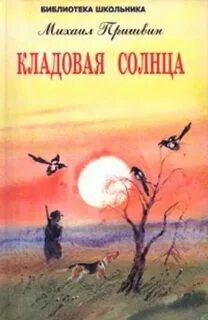 БИБЛИОТЕКА ШКОЛЬНИКА
Михаил Пришвин
КЛАДОВАЯ СОЛНЦА